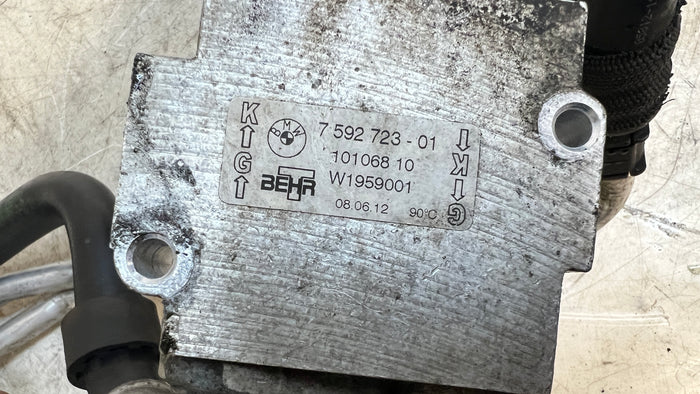 BMW 7 592 723 - 01
101068 10
BEHR W1959001
08.06.12 90°C
K
G
K
G